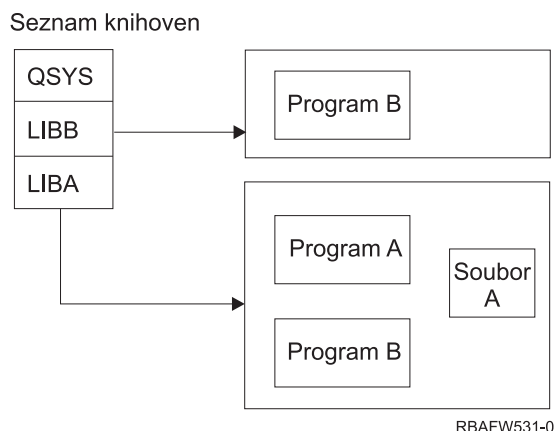 Seznam knihoven
QSYS
LIBB
LIBA
Program B
Program A
Soubor
A
Program B
RBAFW531-0